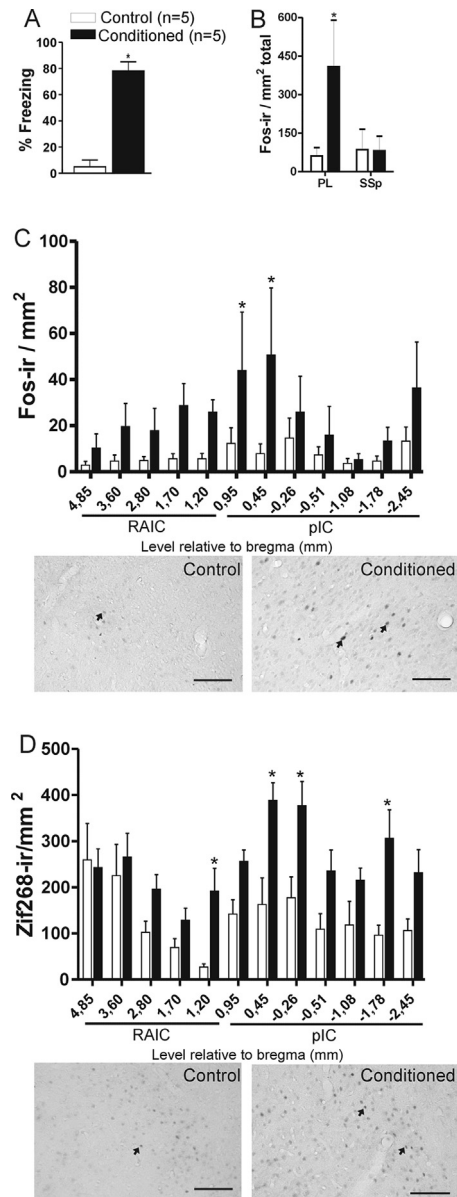 A
Control (n=5)
Conditioned (n=5)
% Freezing
100
80
60
40
20
0
*
B
Fos-ir / mm² total
600
450
300
150
0
*
PL SSp
C
Fos-ir / mm²
100
80
60
40
20
0
* *
4,85 3,60 2,80 1,70 1,20 0,95 0,45 -0,26 -0,51 -1,08 -1,78 -2,45
RAIC pIC
Level relative to bregma (mm)
Control Conditioned
D
Zif268-ir/mm²
500
400
300
200
100
0
* * * *
4,85 3,60 2,80 1,70 1,20 0,95 0,45 -0,26 -0,51 -1,08 -1,78 -2,45
RAIC pIC
Level relative to bregma (mm)
Control Conditioned